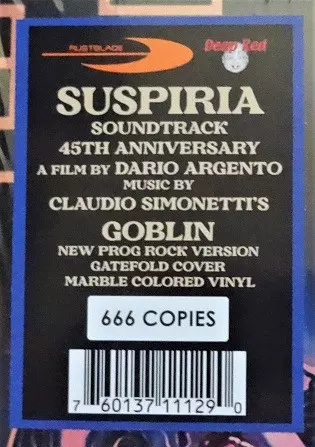 RUSTBLADE
Deep Red
SUSPIRIA
SOUNDTRACK
45TH ANNIVERSARY
A FILM BY DARIO ARGENTO
MUSIC BY
CLAUDIO SIMONETTI'S
GOBLIN
NEW PROG ROCK VERSION
GATEFOLD COVER
MARBLE COLORED VINYL
666 COPIES
7 60137 11129 0